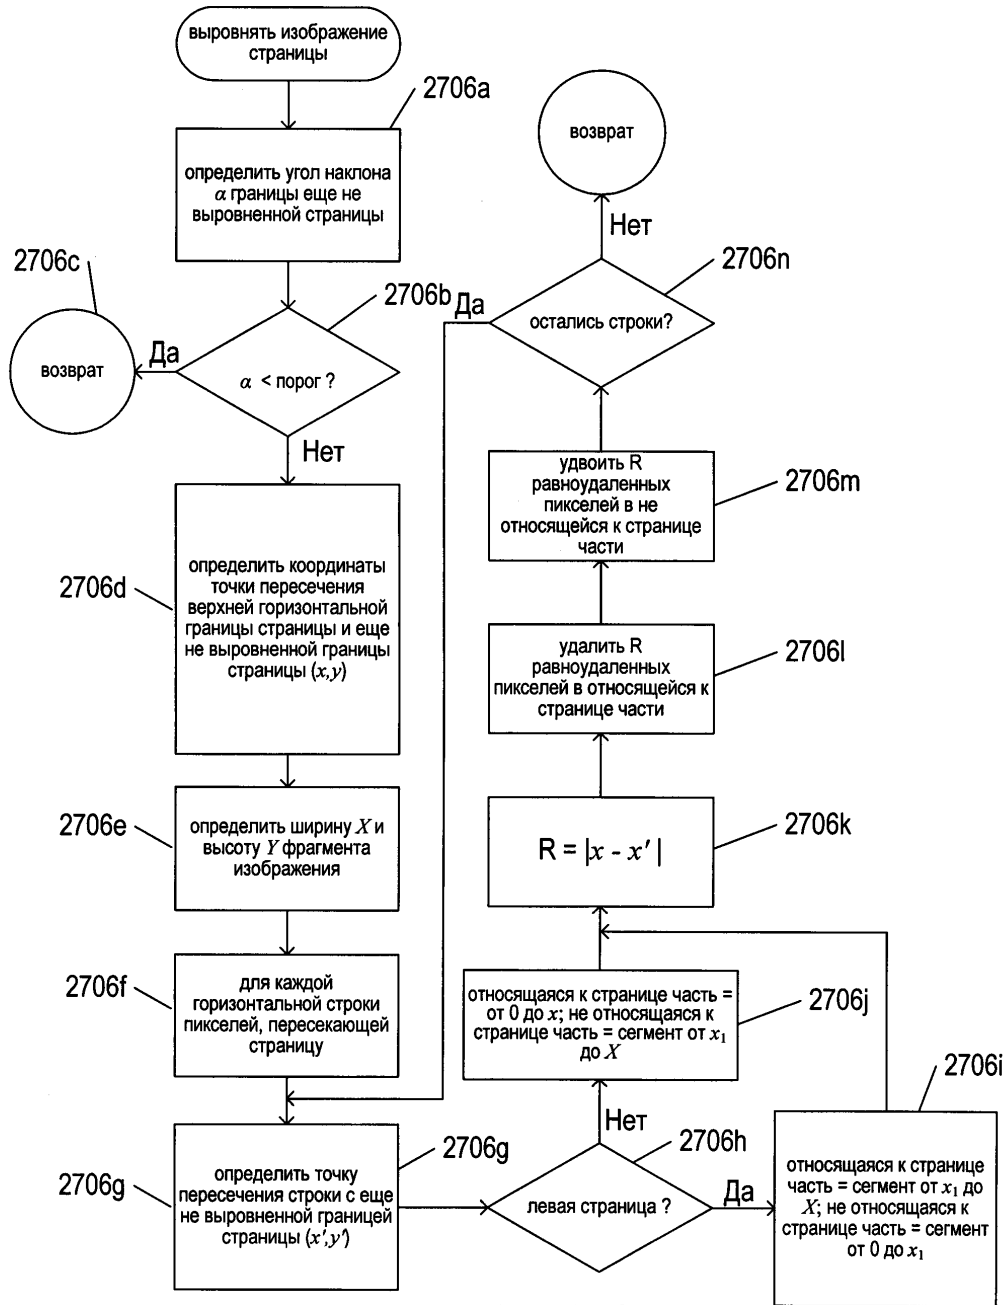 выровнять изображение
страницы
2706a
определить угол наклона
α границы еще не
выровненной страницы
2706c
возврат
Да
2706b
α < порог ?
Нет
2706d
определить координаты
точки пересечения
верхней горизонтальной
границы страницы и еще
не выровненной границы
страницы (x,y)
2706e
определить ширину X и
высоту Y фрагмента
изображения
2706f
для каждой
горизонтальной строки
пикселей, пересекающей
страницу
2706g
2706g
определить точку
пересечения строки с еще
не выровненной границей
страницы (x',y')
2706h
левая страница ?
Да
Нет
2706i
относящаяся к странице
часть = сегмент от x₁ до
X; не относящаяся к
странице часть = сегмент
от 0 до x₁
2706j
относящаяся к странице часть =
от 0 до x; не относящаяся к
странице часть = сегмент от x₁
до X
2706k
R = |x - x' |
2706l
удалить R
равноудаленных
пикселей в относящейся к
странице части
2706m
удвоить R
равноудаленных
пикселей в не
относящейся к странице
части
2706n
остались строки?
Да
Нет
возврат